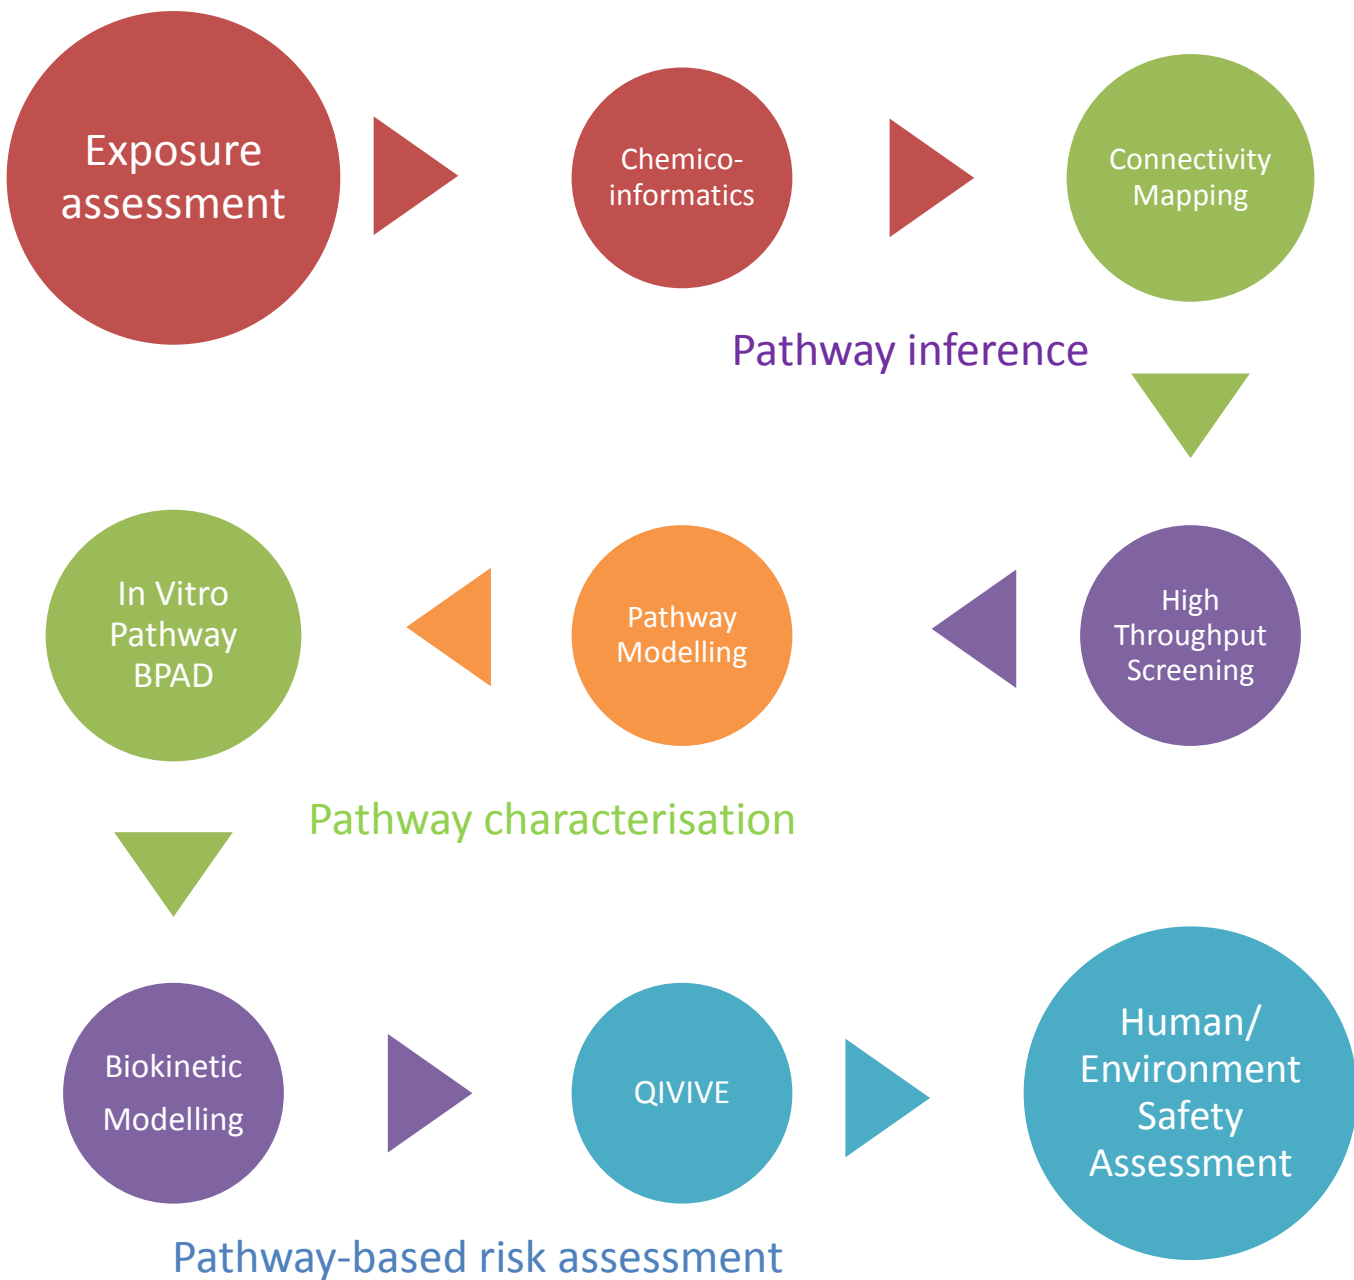 Exposure
assessment
Chemico-
informatics
Connectivity
Mapping
Pathway inference
High
Throughput
Screening
Pathway
Modelling
In Vitro
Pathway
BPAD
Pathway characterisation
Biokinetic
Modelling
QIVIVE
Human/
Environment
Safety
Assessment
Pathway-based risk assessment